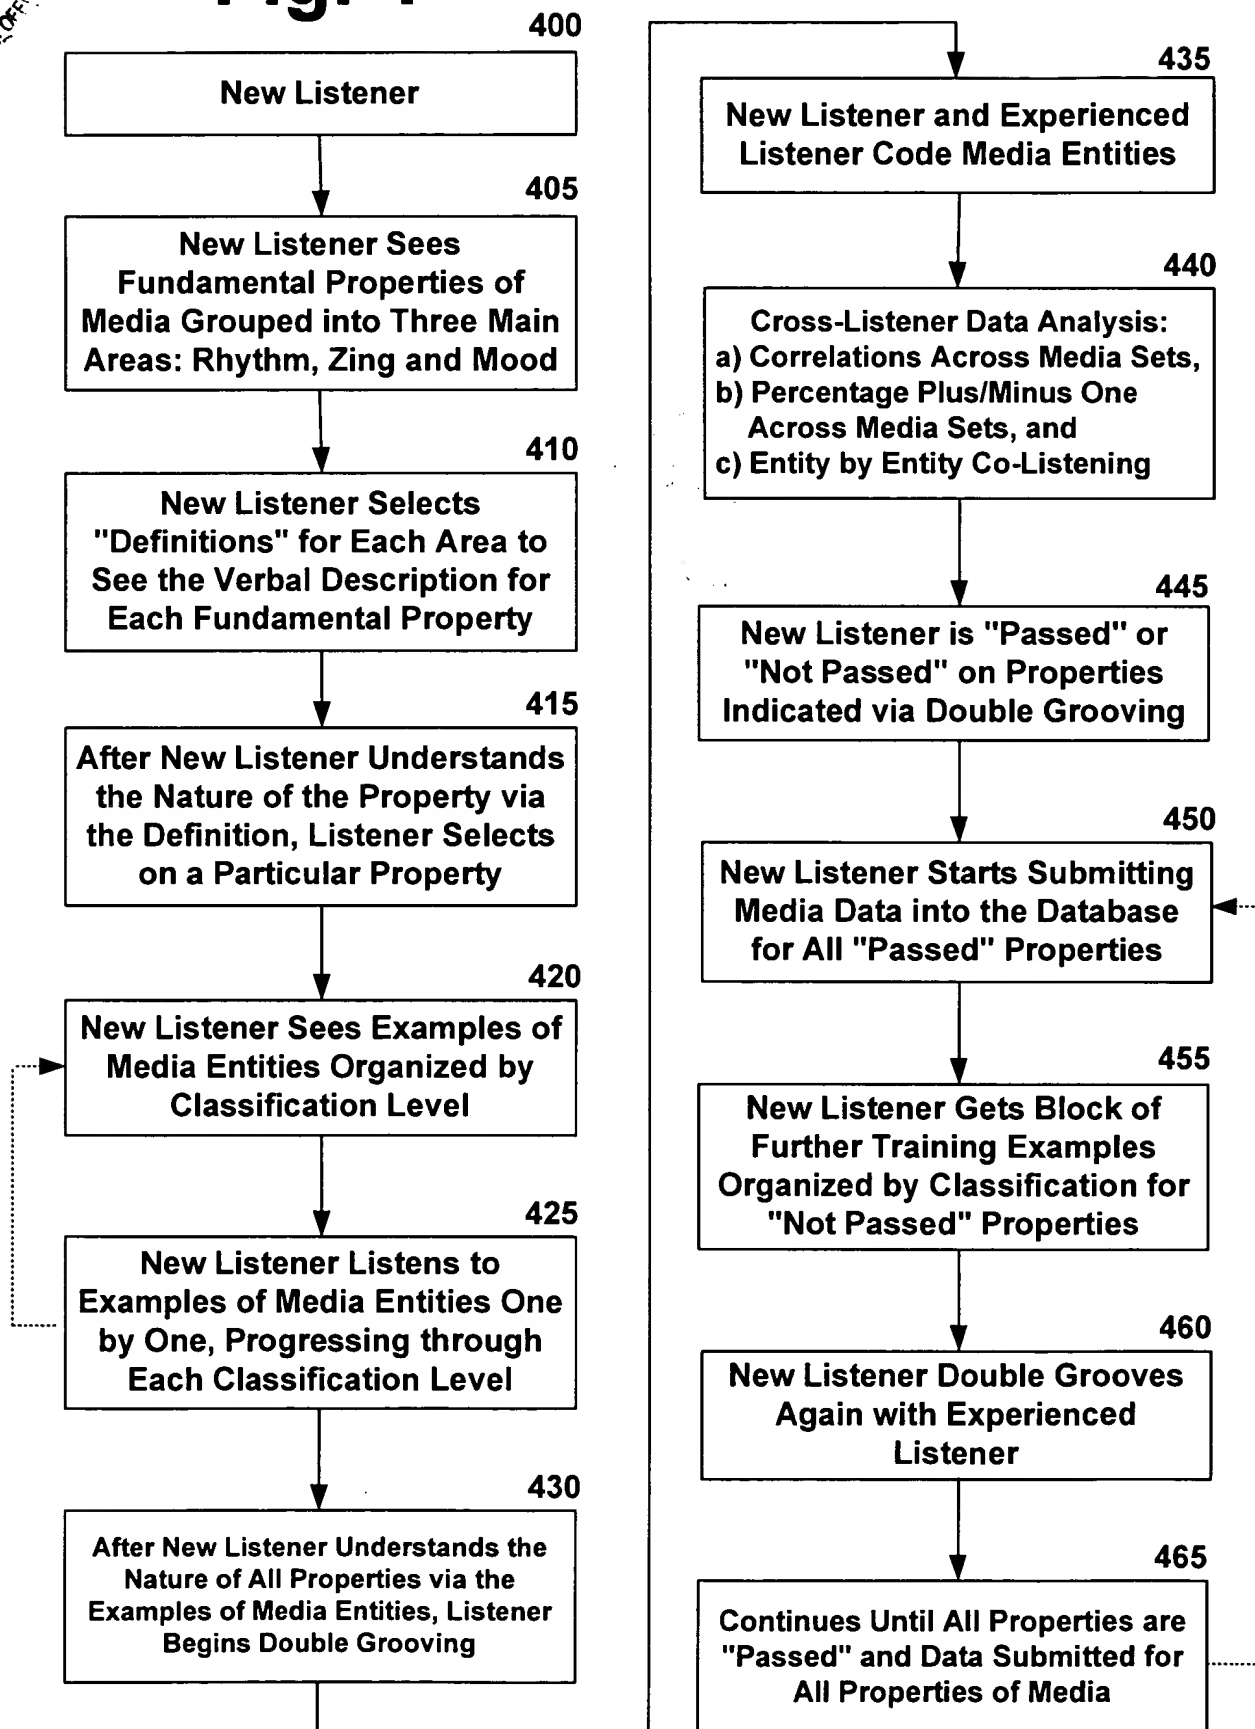 400
New Listener
405
New Listener Sees
Fundamental Properties of
Media Grouped into Three Main
Areas: Rhythm, Zing and Mood
410
New Listener Selects
"Definitions" for Each Area to
See the Verbal Description for
Each Fundamental Property
415
After New Listener Understands
the Nature of the Property via
the Definition, Listener Selects
on a Particular Property
420
New Listener Sees Examples of
Media Entities Organized by
Classification Level
425
New Listener Listens to
Examples of Media Entities One
by One, Progressing through
Each Classification Level
430
After New Listener Understands the
Nature of All Properties via the
Examples of Media Entities, Listener
Begins Double Grooving
435
New Listener and Experienced
Listener Code Media Entities
440
Cross-Listener Data Analysis:
a) Correlations Across Media Sets,
b) Percentage Plus/Minus One
Across Media Sets, and
c) Entity by Entity Co-Listening
445
New Listener is "Passed" or
"Not Passed" on Properties
Indicated via Double Grooving
450
New Listener Starts Submitting
Media Data into the Database
for All "Passed" Properties
455
New Listener Gets Block of
Further Training Examples
Organized by Classification for
"Not Passed" Properties
460
New Listener Double Grooves
Again with Experienced
Listener
465
Continues Until All Properties are
"Passed" and Data Submitted for
All Properties of Media